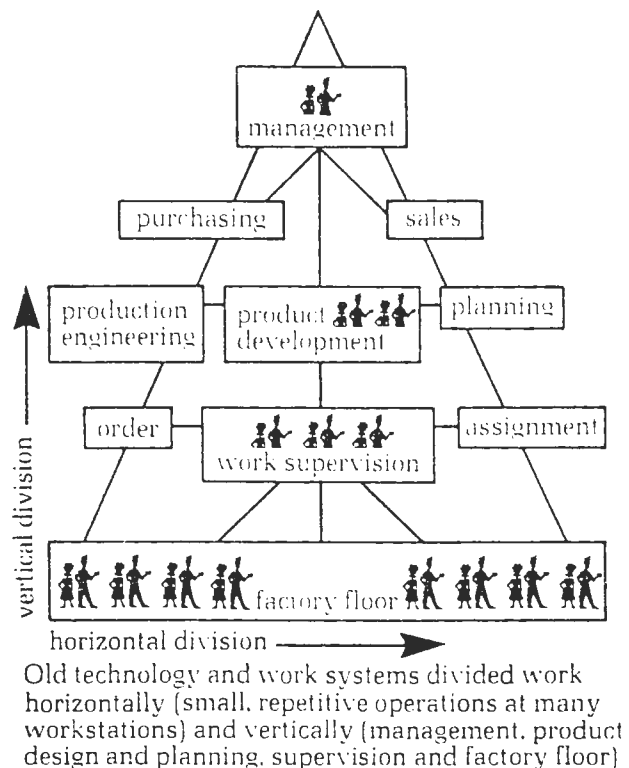 management
purchasing
sales
production
engineering
product
development
planning
order
work supervision
assignment
factory floor
vertical division
horizontal division
Old technology and work systems divided work
horizontally (small, repetitive operations at many
workstations) and vertically (management, product
design and planning, supervision and factory floor)